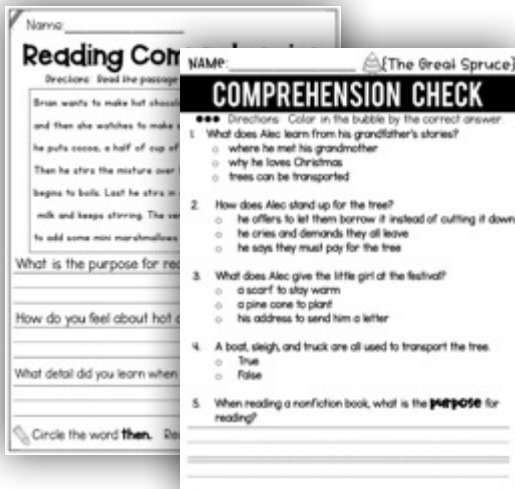 Name:
Reading
Directions: Read the passage
Brian wants to make hot
and then she watches to make
he puts cocoa, a half of cup of
Then he stirs the mixture over
begins to boil. Last he stirs in
milk and keeps stirring. The
to add some mini marshmallows
What is the purpose for
How do you feel about hot
What detail did you learn when
Circle the word then.
NAME:
{The Great Spruce}
COMPREHENSION CHECK
Directions: Color in the bubble by the correct answer.
1. What does Alec learn from his grandfather's stories?
where he met his grandmother
why he loves Christmas
trees can be transported
2. How does Alec stand up for the tree?
he offers to let them borrow it instead of cutting it down
he cries and demands they all leave
he says they must pay for the tree
3. What does Alec give the little girl at the festival?
a scarf to stay warm
a pine cone to plant
his address to send him a letter
4. A boat, sleigh, and truck are all used to transport the tree.
True
False
5. When reading a nonfiction book, what is the purpose for
reading?